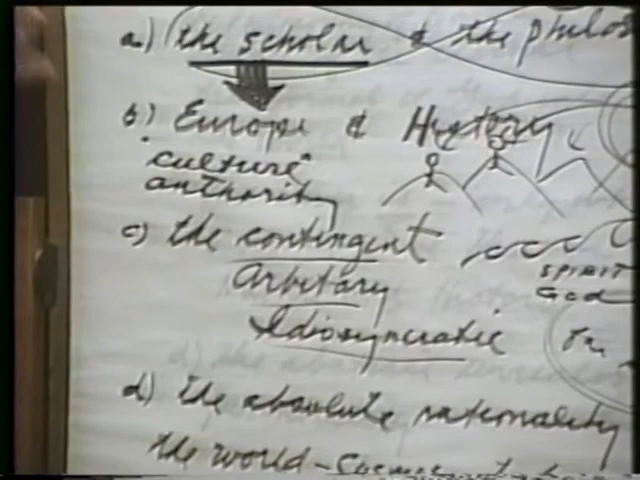 a.) the scholar & the philos
b) Europe & History
"culture"
authority
c) the contingent
SPIRIT
Arbitary
GOD
Idiosyncratic
d) the absolute rationality
the world -